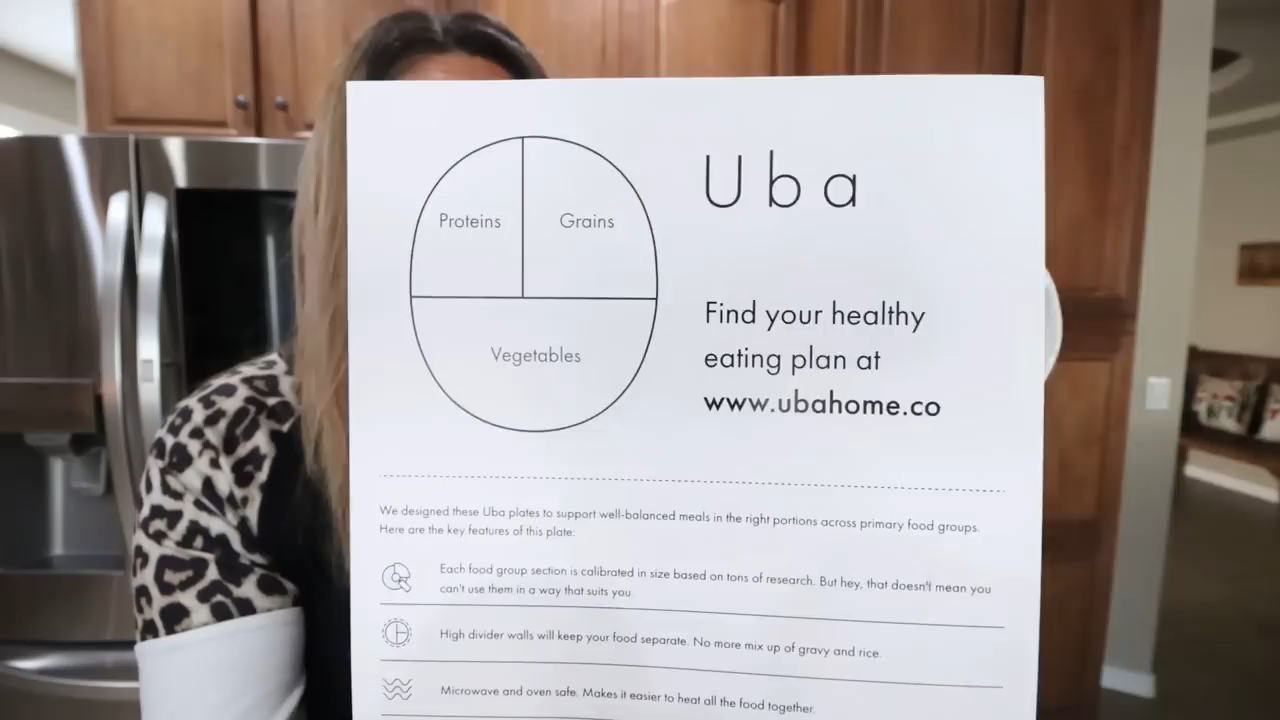 Proteins
Grains
Vegetables
Uba
Find your healthy
eating plan at
www.ubahome.co
We designed these Uba plates to support well-balanced meals in the right portions across primary food groups.
Here are the key features of this plate:
Each food group section is calibrated in size based on tons of research. But hey, that doesn't mean you
can't use them in a way that suits you.
High divider walls will keep your food separate. No more mix up of gravy and rice.
Microwave and oven safe. Makes it easier to heat all the food together.